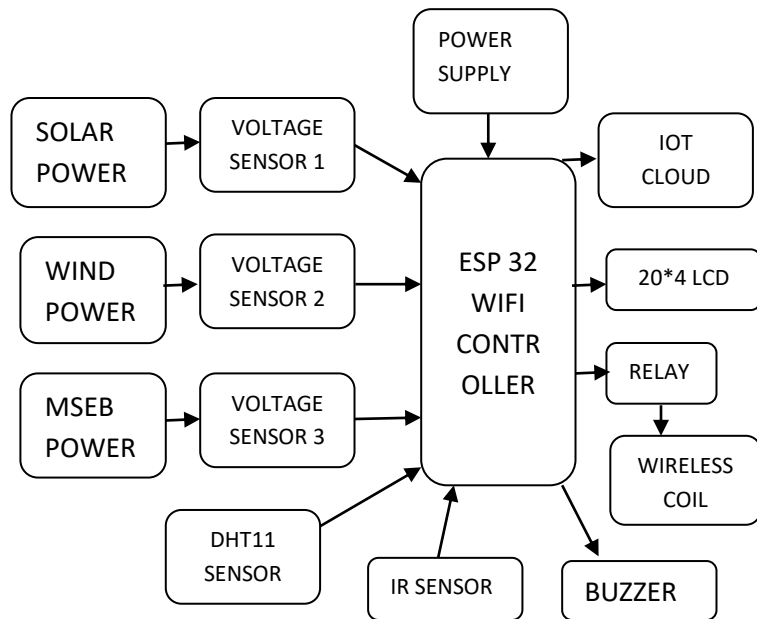 POWER
SUPPLY
SOLAR
POWER
VOLTAGE
SENSOR 1
IOT
CLOUD
WIND
POWER
VOLTAGE
SENSOR 2
ESP 32
WIFI
CONTR
OLLER
20*4 LCD
RELAY
MSEB
POWER
VOLTAGE
SENSOR 3
WIRELESS
COIL
DHT11
SENSOR
IR SENSOR
BUZZER